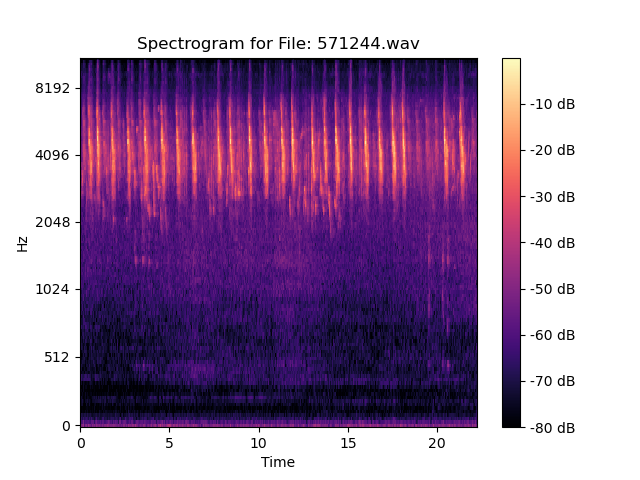 Spectrogram for File: 571244.wav
8192
4096
2048
1024
512
0
Hz
0 5 10 15 20
Time
-10 dB
-20 dB
-30 dB
-40 dB
-50 dB
-60 dB
-70 dB
-80 dB